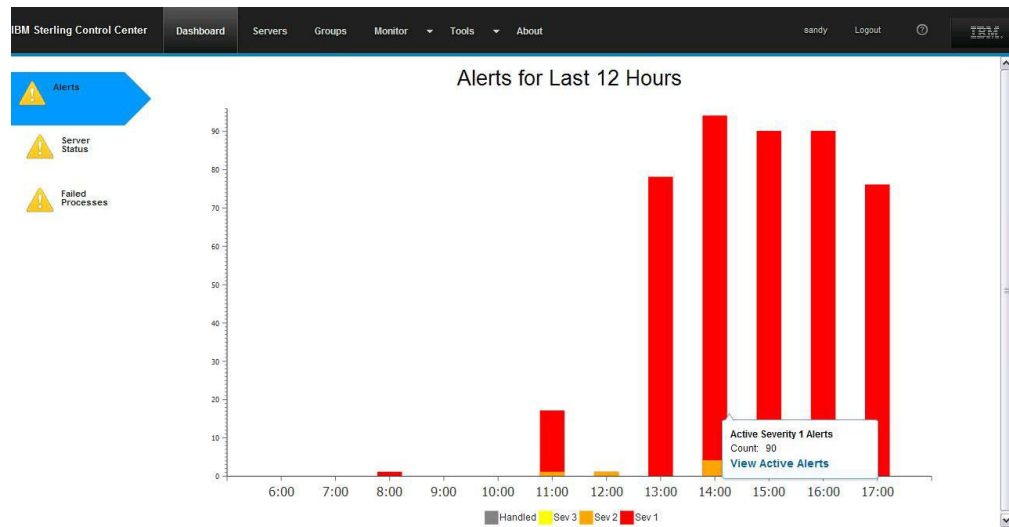 IBM Sterling Control Center Dashboard Servers Groups Monitor Tools About sandy Logout ? IBM.
Alerts for Last 12 Hours
Alerts
Server
Status
Failed
Processes
90
80
70
60
50
40
30
20
10
0
Active Severity 1 Alerts
Count: 90
View Active Alerts
6:00 7:00 8:00 9:00 10:00 11:00 12:00 13:00 14:00 15:00 16:00 17:00
Handled Sev 3 Sev 2 Sev 1